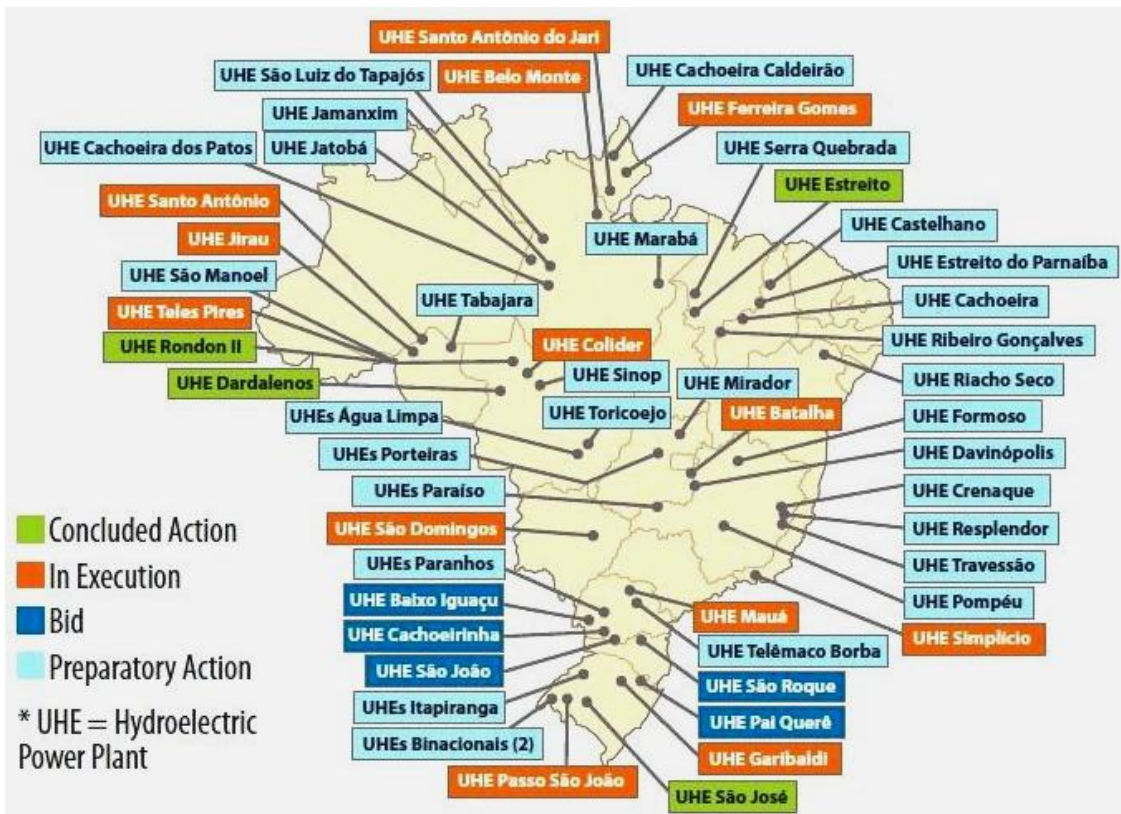 UHE Santo Antônio do Jari
UHE São Luiz do Tapajós
UHE Belo Monte
UHE Cachoeira Caldeirão
UHE Jamanxim
UHE Ferreira Gomes
UHE Cachoeira dos Patos
UHE Jatobá
UHE Serra Quebrada
UHE Estreito
UHE Santo Antônio
UHE Castelhano
UHE Jirau
UHE Marabá
UHE Estreito do Parnaíba
UHE São Manoel
UHE Tabajara
UHE Cachoeira
UHE Teles Pires
UHE Rondon II
UHE Colider
UHE Ribeiro Gonçalves
UHE Dardalenos
UHE Sinop
UHE Mirador
UHE Riacho Seco
UHEs Água Limpa
UHE Toricoejo
UHE Batalha
UHE Formoso
UHEs Porteiras
UHE Davinópolis
UHEs Paraíso
UHE Crenaque
UHE São Domingos
UHE Resplendor
UHEs Paranhos
UHE Travessão
UHE Baixo Iguaçu
UHE Pompéu
UHE Cachoeirinha
UHE Mauá
UHE Simplício
UHE São João
UHE Telêmaco Borba
UHE São Roque
UHEs Itapiranga
UHE Pai Querê
UHEs Binacionais (2)
UHE Garibaldi
UHE Passo São João
UHE São José
Concluded Action
In Execution
Bid
Preparatory Action
* UHE = Hydroelectric
Power Plant